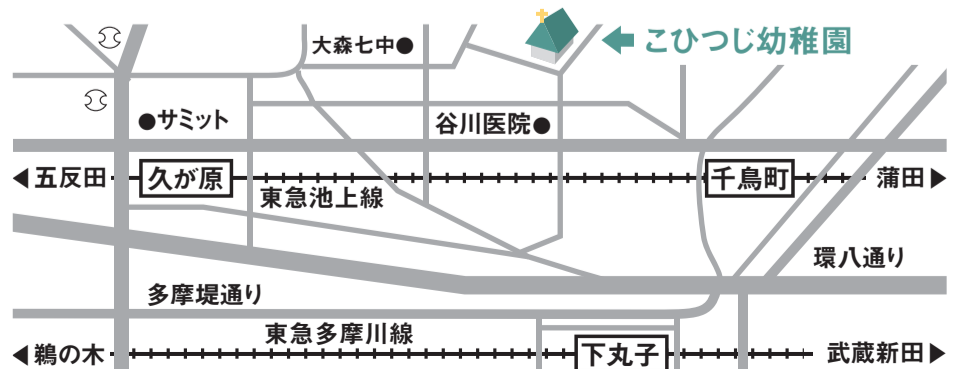 大森七中●
こひつじ幼稚園
●サミット
谷川医院●
◀五反田
久が原
千鳥町
蒲田▶
東急池上線
環八通り
多摩堤通り
東急多摩川線
◀鵜の木
下丸子
武蔵新田▶